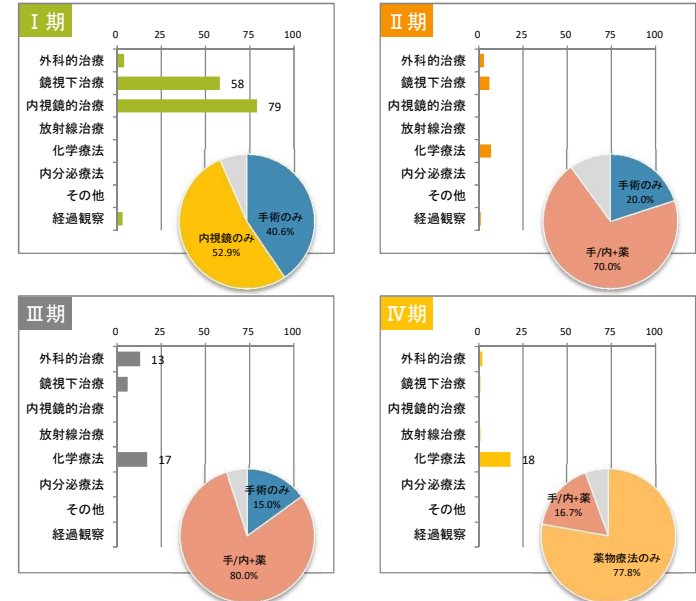 Ⅰ期
0 25 50 75 100
外科的治療
鏡視下治療 58
内視鏡的治療 79
放射線治療
化学療法
内分泌療法
その他
経過観察
手術のみ
40.6%
内視鏡のみ
52.9%
Ⅱ期
0 25 50 75 100
外科的治療
鏡視下治療
内視鏡的治療
放射線治療
化学療法
内分泌療法
その他
経過観察
手術のみ
20.0%
手/内+薬
70.0%
Ⅲ期
0 25 50 75 100
外科的治療 13
鏡視下治療
内視鏡的治療
放射線治療
化学療法 17
内分泌療法
その他
経過観察
手術のみ
15.0%
手/内+薬
80.0%
Ⅳ期
0 25 50 75 100
外科的治療
鏡視下治療
内視鏡的治療
放射線治療
化学療法 18
内分泌療法
その他
経過観察
手/内+薬
16.7%
薬物療法のみ
77.8%